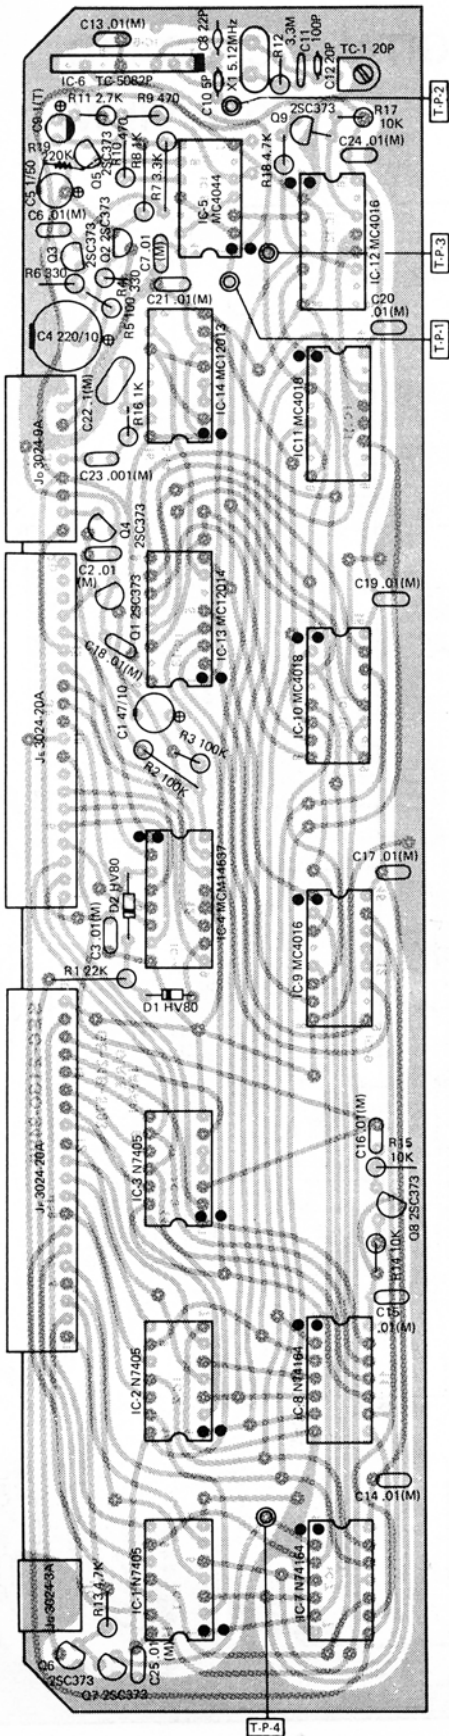 C13 .01(M)
IC-6 TC-5082P
C8 22P
C10 5P
X1 5.12MHz
R12
3.3M
C11
100P
C12 20P
TC-1 20P
T-P-2
C9 1(T)
R11 2.7K
R9 470
R19
220K
C5 1/50
Q5
2SC373
R10 470
R8 1K
R7 3.3K
C6 .01(M)
IC-5
MC4044
Q9
2SC373
R17
10K
R18 4.7K
C24 .01(M)
Q3
2SC373
Q2 2SC373
C7 .01
(M)
R6 330
R4
330
R5 100
C21 .01(M)
IC-12 MC4016
T-P-3
C20
.01(M)
T-P-1
C4 220/10
C22 .1(M)
R16 1K
IC-14 MC12013
IC11 MC4018
J 3024-9A
C23 .001(M)
Q4
2SC373
C2 .01
(M)
Q1 2SC373
C18 .01(M)
IC-13 MC12014
C19 .01(M)
J 3024-20A
C1 47/10
IC-10 MC4018
R3 100K
R2 100K
D2 HV80
IC-4 MCM14537
C17 .01(M)
C3 .01(M)
R1 22K
D1 HV80
IC-9 MC4016
J 3024-20A
IC-3 N7405
C16 .01(M)
R15
10K
Q8 2SC373
R14 10K
C15
.01(M)
IC-2 N7405
IC-8 N74164
C14 .01(M)
J 3024-3A
R13 4.7K
IC-1 N7405
IC-7 N74164
Q6
2SC373
Q7 2SC373
C25 .01
(M)
T-P-4